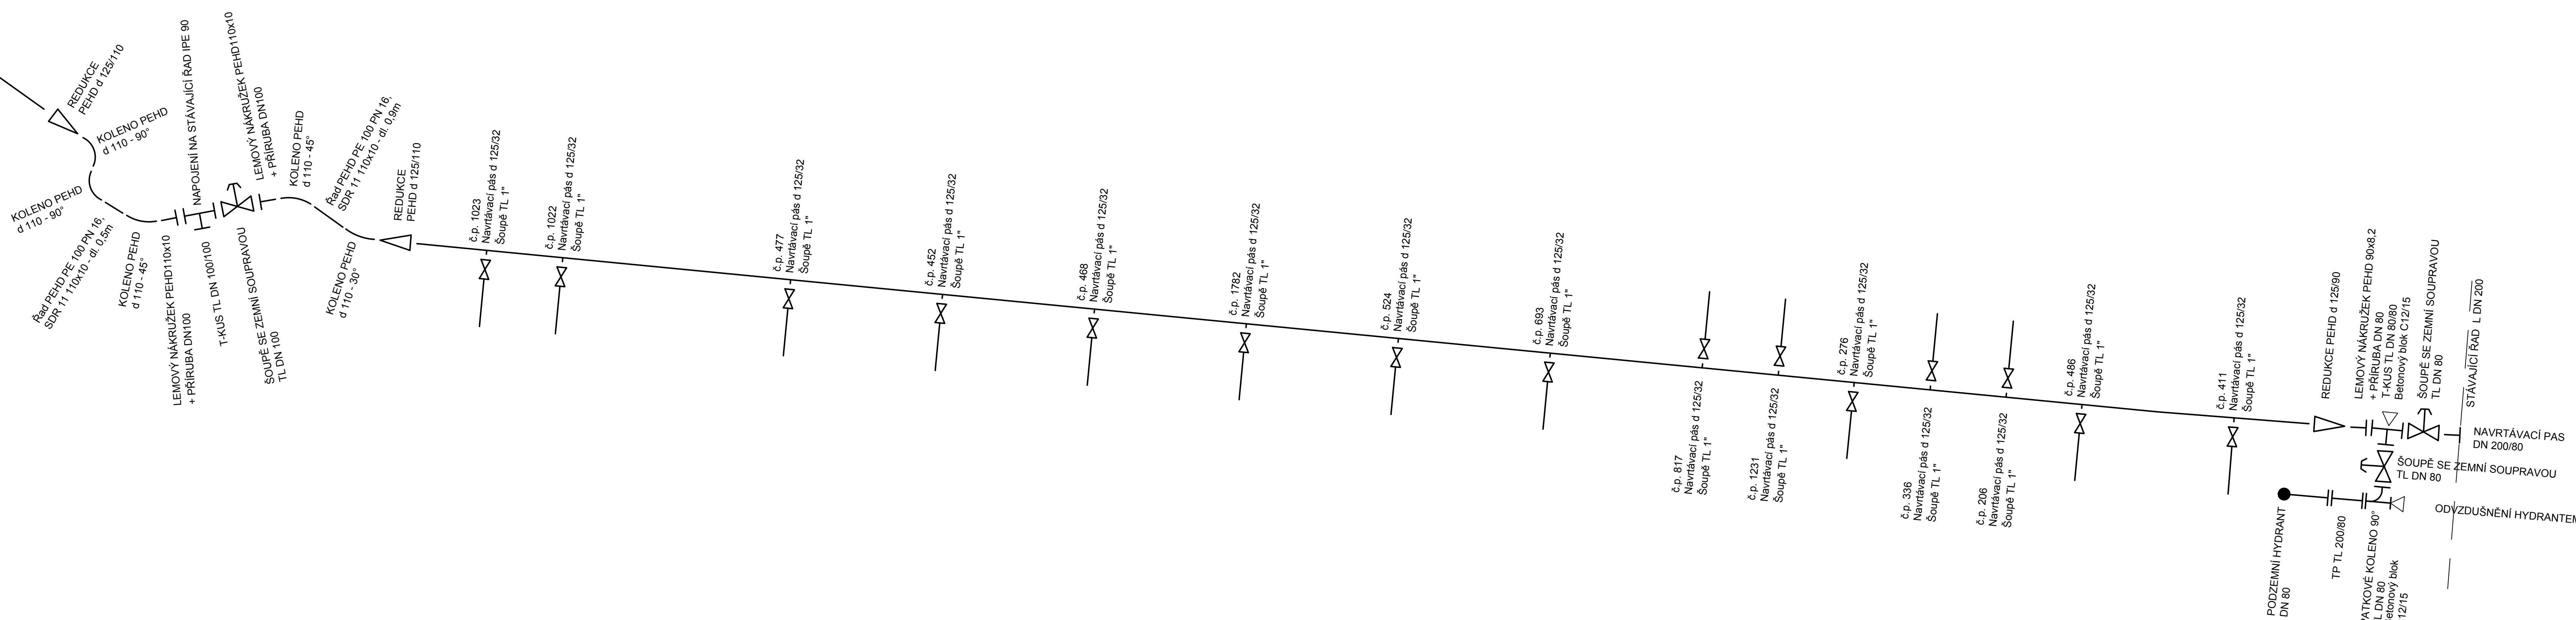 REDUKCE
PEHD d 125/110
KOLENO PEHD
d 110 - 90°
KOLENO PEHD
d 110 - 90°
Řad PEHD PE 100 PN 16,
SDR 11 110x10 - dl. 0,5m
KOLENO PEHD
d 110 - 45°
LEMOVÝ NÁKRUŽEK PEHD110x10
+ PŘÍRUBA DN100
NAPOJENÍ NA STÁVAJÍCÍ ŘAD lPE 90
T-KUS TL DN 100/100
ŠOUPĚ SE ZEMNÍ SOUPRAVOU
TL DN 100
LEMOVÝ NÁKRUŽEK PEHD110x10
+ PŘÍRUBA DN100
KOLENO PEHD
d 110 - 45°
Řad PEHD PE 100 PN 16,
SDR 11 110x10 - dl. 0,9m
KOLENO PEHD
d 110 - 30°
REDUKCE
PEHD d 125/110
č.p. 1023
Navrtávací pás d 125/32
Šoupě TL 1"
č.p. 1022
Navrtávací pás d 125/32
Šoupě TL 1"
č.p. 477
Navrtávací pás d 125/32
Šoupě TL 1"
č.p. 452
Navrtávací pás d 125/32
Šoupě TL 1"
č.p. 468
Navrtávací pás d 125/32
Šoupě TL 1"
č.p. 1782
Navrtávací pás d 125/32
Šoupě TL 1"
č.p. 524
Navrtávací pás d 125/32
Šoupě TL 1"
č.p. 693
Navrtávací pás d 125/32
Šoupě TL 1"
č.p. 817
Navrtávací pás d 125/32
Šoupě TL 1"
č.p. 1231
Navrtávací pás d 125/32
Šoupě TL 1"
č.p. 276
Navrtávací pás d 125/32
Šoupě TL 1"
č.p. 336
Navrtávací pás d 125/32
Šoupě TL 1"
č.p. 206
Navrtávací pás d 125/32
Šoupě TL 1"
č.p. 486
Navrtávací pás d 125/32
Šoupě TL 1"
č.p. 411
Navrtávací pás d 125/32
Šoupě TL 1"
REDUKCE PEHD d 125/90
LEMOVÝ NÁKRUŽEK PEHD 90x8,2
+ PŘÍRUBA DN 80
T-KUS TL DN 80/80
Betonový blok C12/15
ŠOUPĚ SE ZEMNÍ SOUPRAVOU
TL DN 80
STÁVAJÍCÍ ŘAD L DN 200
NAVRTÁVACÍ PAS
DN 200/80
ŠOUPĚ SE ZEMNÍ SOUPRAVOU
TL DN 80
ODVZDUŠNĚNÍ HYDRANTEM
PODZEMNÍ HYDRANT
DN 80
TP TL 200/80
ATKOVÉ KOLENO 90°
L DN 80
etonový blok
12/15